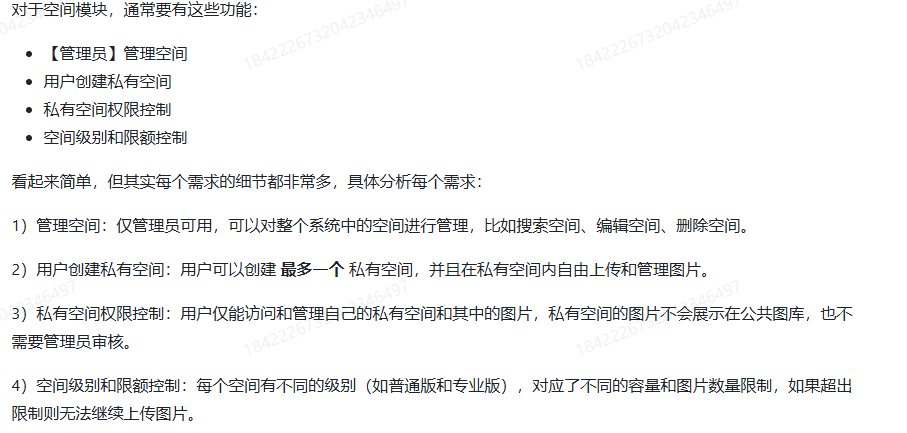 对于空间模块，通常要有这些功能：
• 【管理员】管理空间
• 用户创建私有空间
• 私有空间权限控制
• 空间级别和限额控制
看起来简单，但其实每个需求的细节都非常多，具体分析每个需求：
1）管理空间：仅管理员可用，可以对整个系统中的空间进行管理，比如搜索空间、编辑空间、删除空间。
2）用户创建私有空间：用户可以创建 最多一个 私有空间，并且在私有空间内自由上传和管理图片。
3）私有空间权限控制：用户仅能访问和管理自己的私有空间和其中的图片，私有空间的图片不会展示在公共图库，也不
需要管理员审核。
4）空间级别和限额控制：每个空间有不同的级别（如普通版和专业版），对应了不同的容量和图片数量限制，如果超出
限制则无法继续上传图片。
1842226732042346497
1842226732042346497
1842226732042346497
1842226732042346497